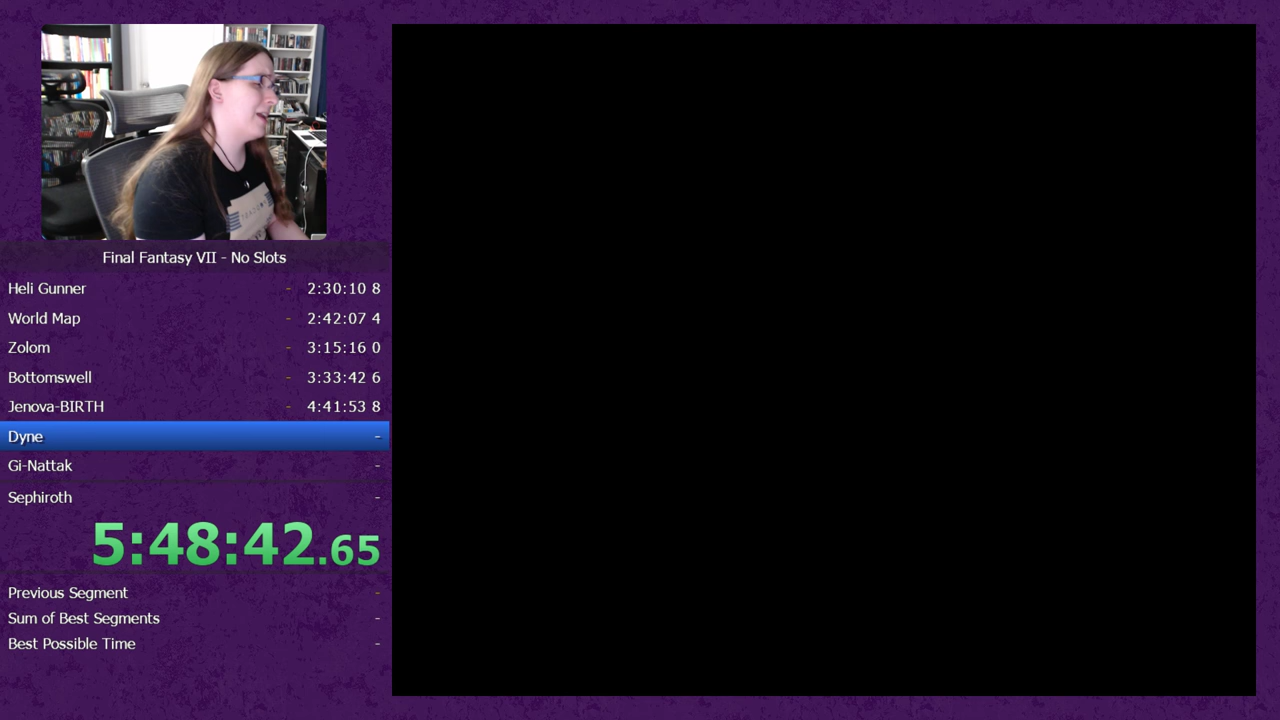 Final Fantasy VII - No Slots
Heli Gunner - 2:30:10 8
World Map - 2:42:07 4
Zolom - 3:15:16 0
Bottomswell - 3:33:42 6
Jenova-BIRTH - 4:41:53 8
Dyne -
Gi-Nattak -
Sephiroth -
5:48:42.65
Previous Segment -
Sum of Best Segments -
Best Possible Time -